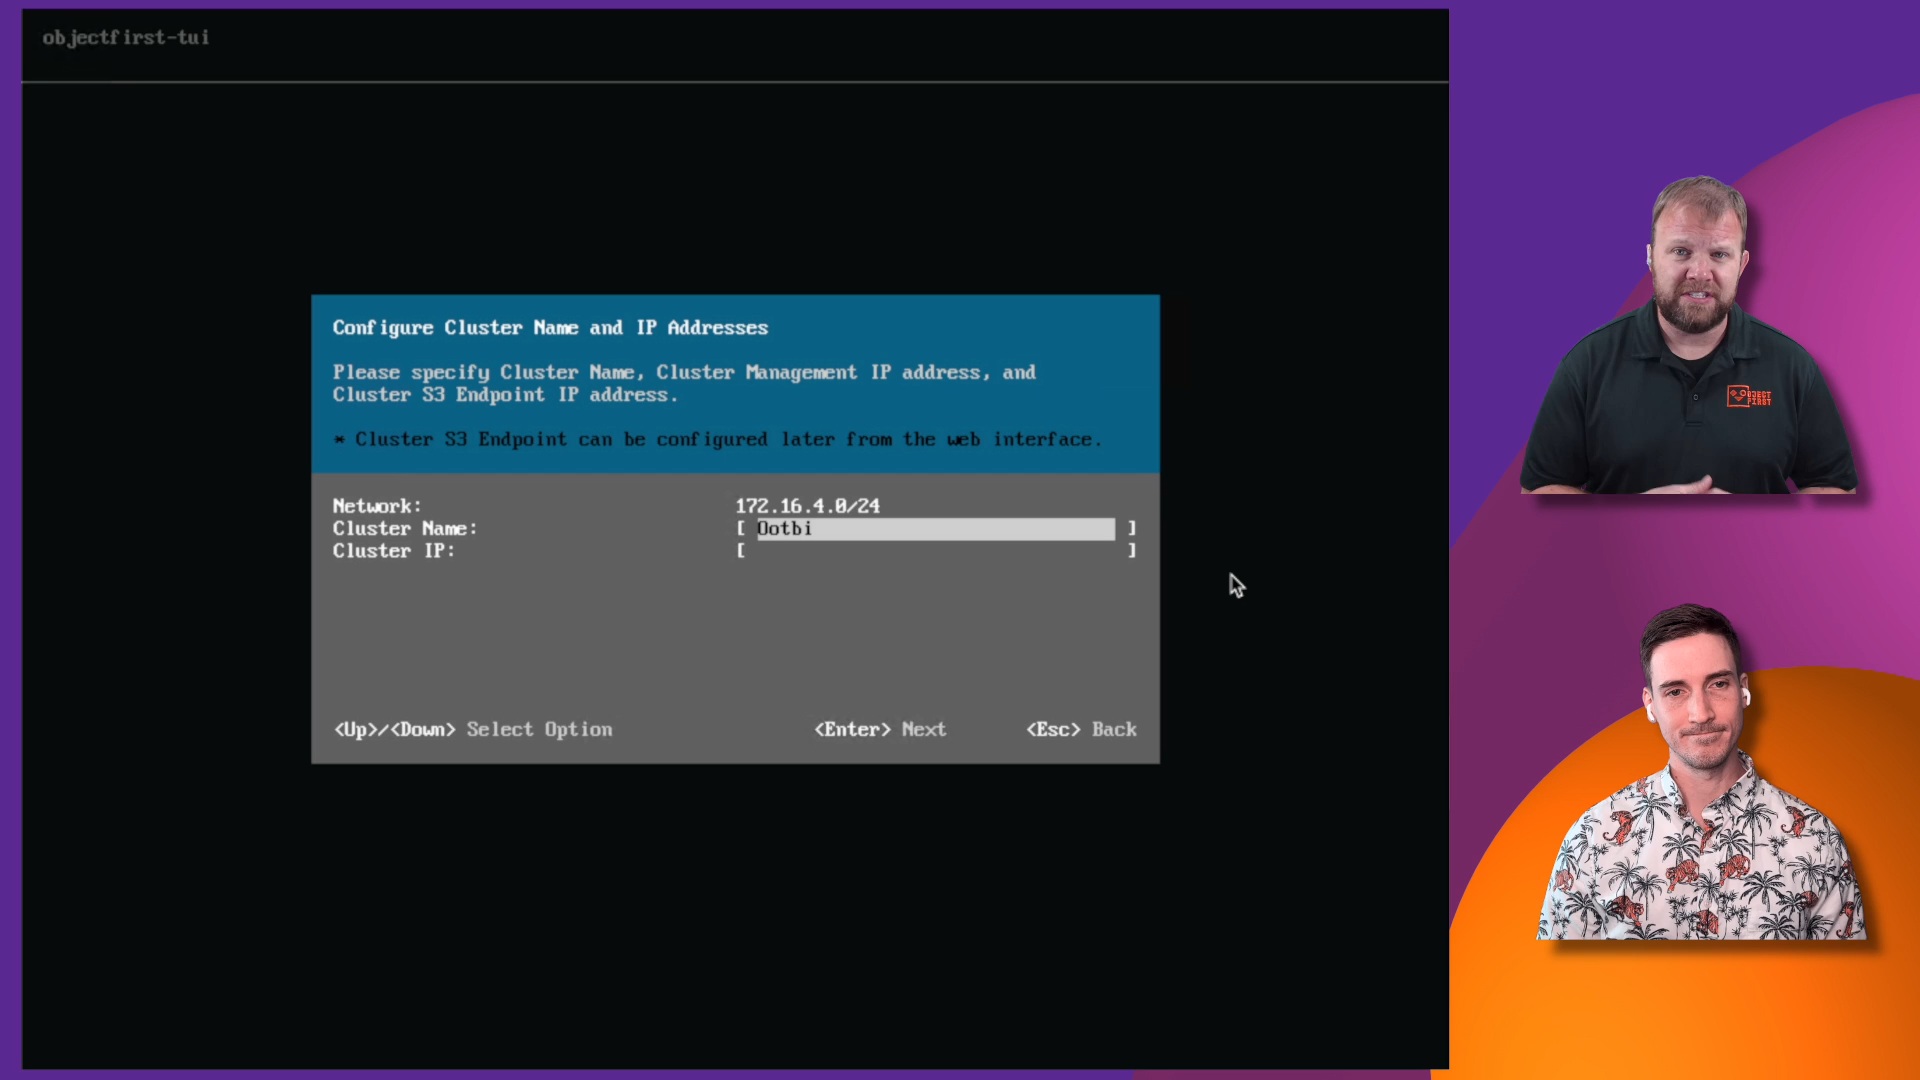 objectfirst-tui
Configure Cluster Name and IP Addresses
Please specify Cluster Name, Cluster Management IP address, and
Cluster S3 Endpoint IP address.
* Cluster S3 Endpoint can be configured later from the web interface.
Network: 172.16.4.0/24
Cluster Name: [ Ootbi ]
Cluster IP: [ ]
<Up>/<Down> Select Option <Enter> Next <Esc> Back
OBJECT
FIRST